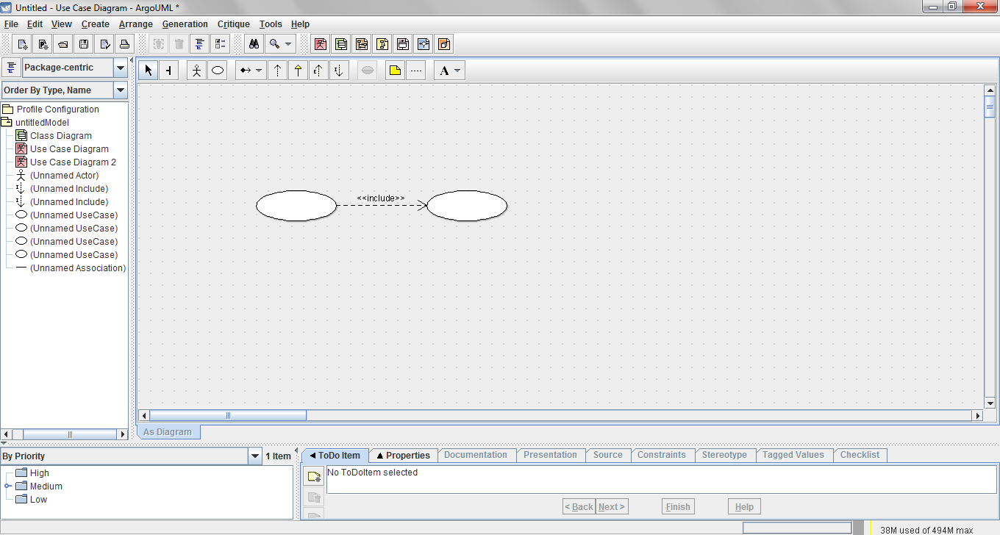 Untitled - Use Case Diagram - ArgoUML *
File Edit View Create Arrange Generation Critique Tools Help
Package-centric
Order By Type, Name
Profile Configuration
untitledModel
Class Diagram
Use Case Diagram
Use Case Diagram 2
(Unnamed Actor)
(Unnamed Include)
(Unnamed Include)
(Unnamed UseCase)
(Unnamed UseCase)
(Unnamed UseCase)
(Unnamed UseCase)
(Unnamed Association)
A
<<include>>
As Diagram
By Priority 1 Item
High
Medium
Low
ToDo Item Properties Documentation Presentation Source Constraints Stereotype Tagged Values Checklist
No ToDoItem selected
< Back Next > Finish Help
38M used of 494M max